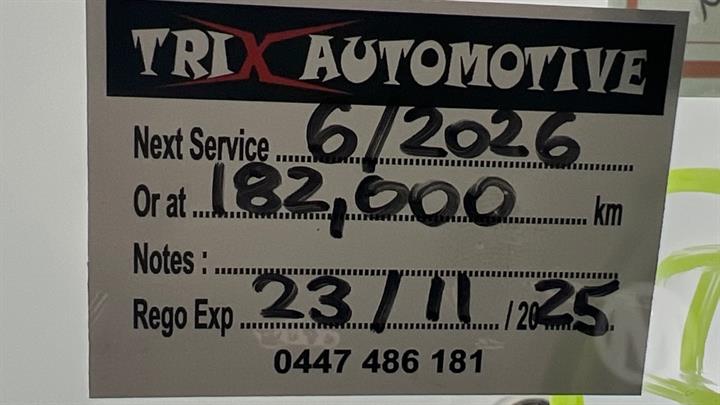 TRIX AUTOMOTIVE
Next Service 6/2026
Or at 182,000 km
Notes :
Rego Exp 23/11/2025
0447 486 181